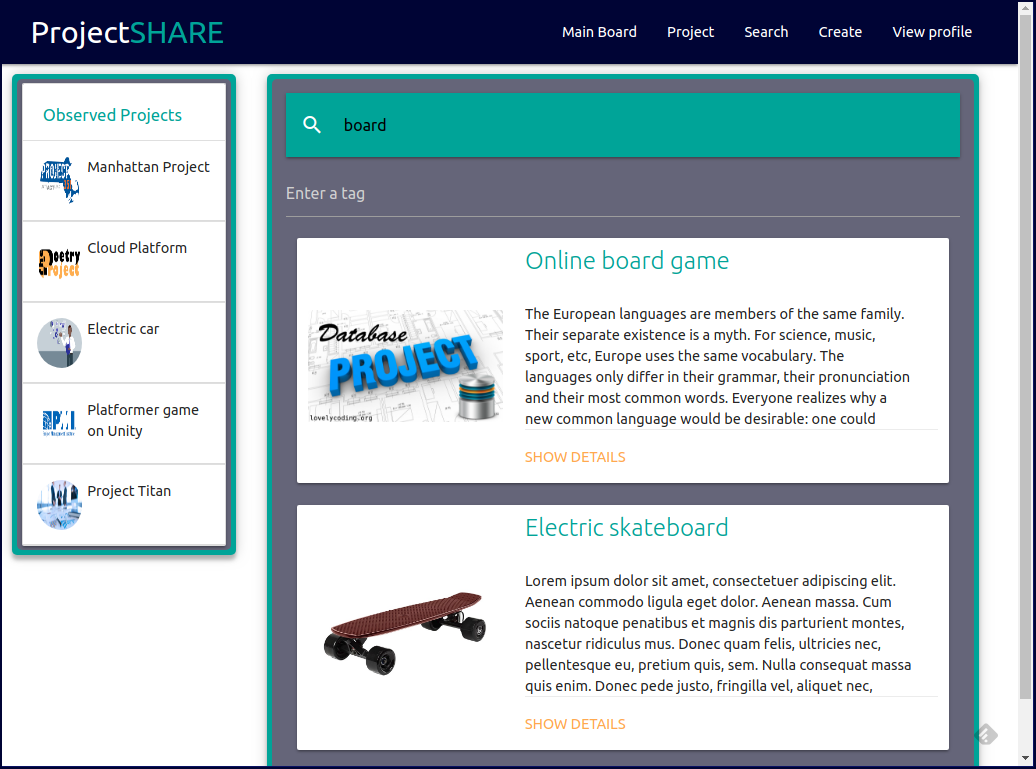 ProjectSHARE
Main Board
Project
Search
Create
View profile
Observed Projects
PROJECT
Manhattan Project
Poetry
Project
Cloud Platform
Electric car
PMI
Platformer game
on Unity
Project Titan
board
Enter a tag
Database
PROJECT
lovelycoding.org
Online board game
The European languages are members of the same family.
Their separate existence is a myth. For science, music,
sport, etc, Europe uses the same vocabulary. The
languages only differ in their grammar, their pronunciation
and their most common words. Everyone realizes why a
new common language would be desirable: one could
SHOW DETAILS
Electric skateboard
Lorem ipsum dolor sit amet, consectetuer adipiscing elit.
Aenean commodo ligula eget dolor. Aenean massa. Cum
sociis natoque penatibus et magnis dis parturient montes,
nascetur ridiculus mus. Donec quam felis, ultricies nec,
pellentesque eu, pretium quis, sem. Nulla consequat massa
quis enim. Donec pede justo, fringilla vel, aliquet nec,
SHOW DETAILS